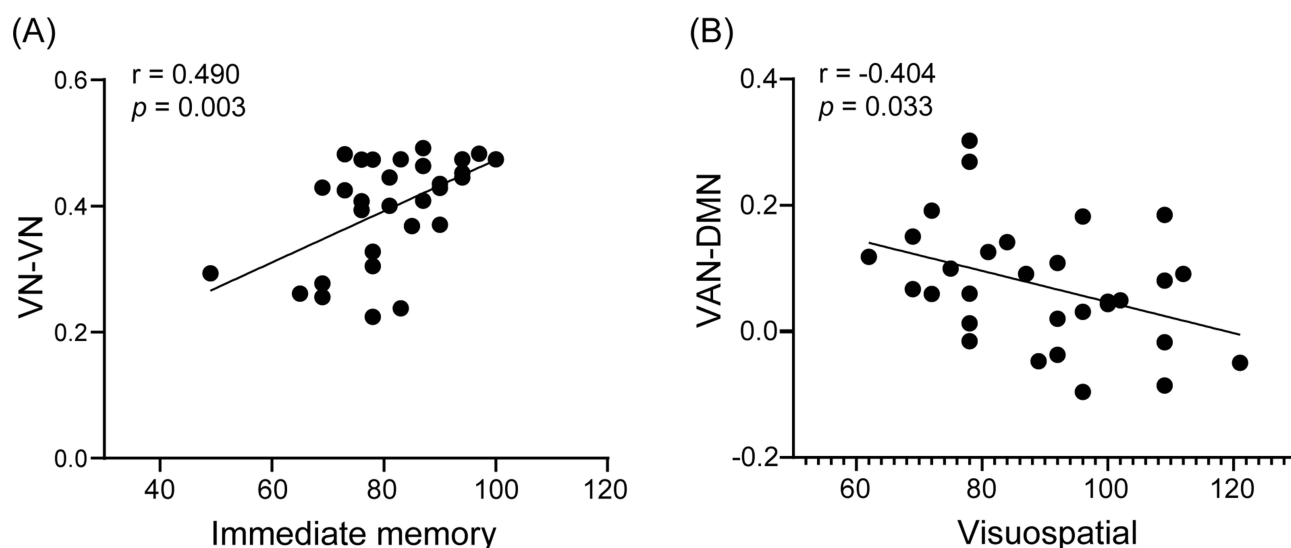 (A)
r = 0.490
p = 0.003
VN-VN
0.6
0.4
0.2
0.0
40 60 80 100 120
Immediate memory
(B)
r = -0.404
p = 0.033
VAN-DMN
0.4
0.2
0.0
-0.2
60 80 100 120
Visuospatial